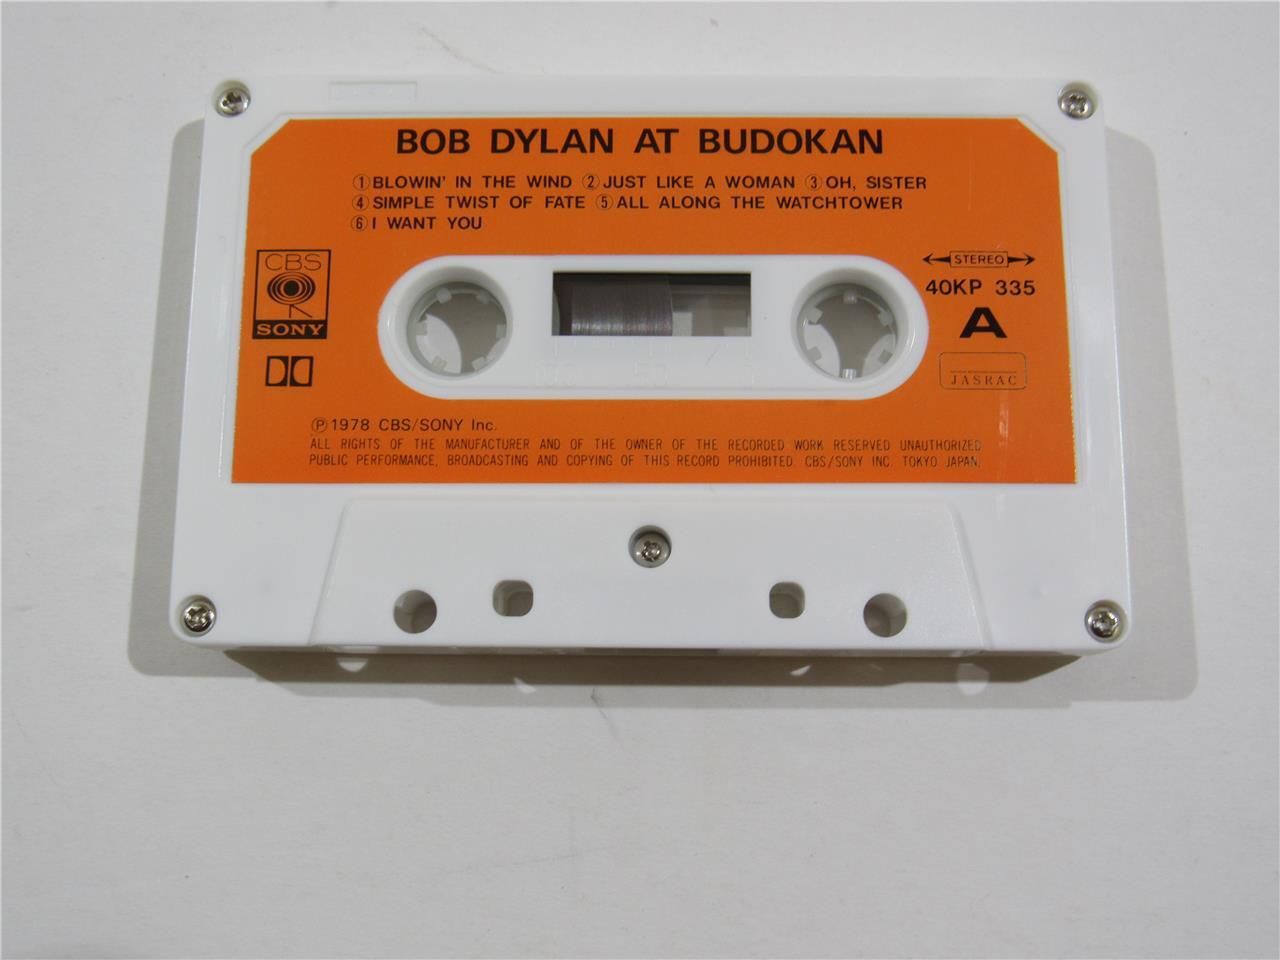 BOB DYLAN AT BUDOKAN
①BLOWIN' IN THE WIND ②JUST LIKE A WOMAN ③OH, SISTER
④SIMPLE TWIST OF FATE ⑤ALL ALONG THE WATCHTOWER
⑥I WANT YOU
CBS
SONY
STEREO
40KP 335
A
JASRAC
Ⓟ1978 CBS/SONY Inc.
ALL RIGHTS OF THE MANUFACTURER AND OF THE OWNER OF THE RECORDED WORK RESERVED UNAUTHORIZED
PUBLIC PERFORMANCE, BROADCASTING AND COPYING OF THIS RECORD PROHIBITED. CBS/SONY INC. TOKYO JAPAN.